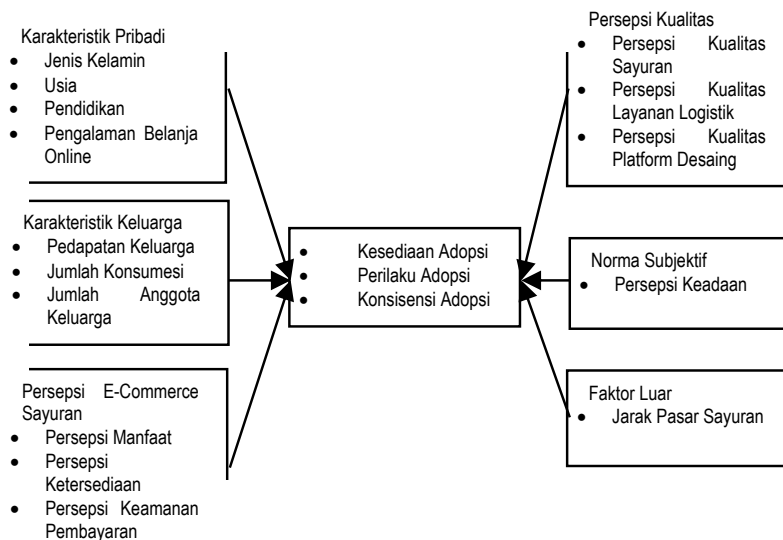 Karakteristik Pribadi
• Jenis Kelamin
• Usia
• Pendidikan
• Pengalaman Belanja
Online
Karakteristik Keluarga
• Pedapatan Keluarga
• Jumlah Konsumesi
• Jumlah Anggota
Keluarga
Persepsi E-Commerce
Sayuran
• Persepsi Manfaat
• Persepsi
Ketersediaan
• Persepsi Keamanan
Pembayaran
• Kesediaan Adopsi
• Perilaku Adopsi
• Konsisensi Adopsi
Persepsi Kualitas
• Persepsi Kualitas
Sayuran
• Persepsi Kualitas
Layanan Logistik
• Persepsi Kualitas
Platform Desaing
Norma Subjektif
• Persepsi Keadaan
Faktor Luar
• Jarak Pasar Sayuran